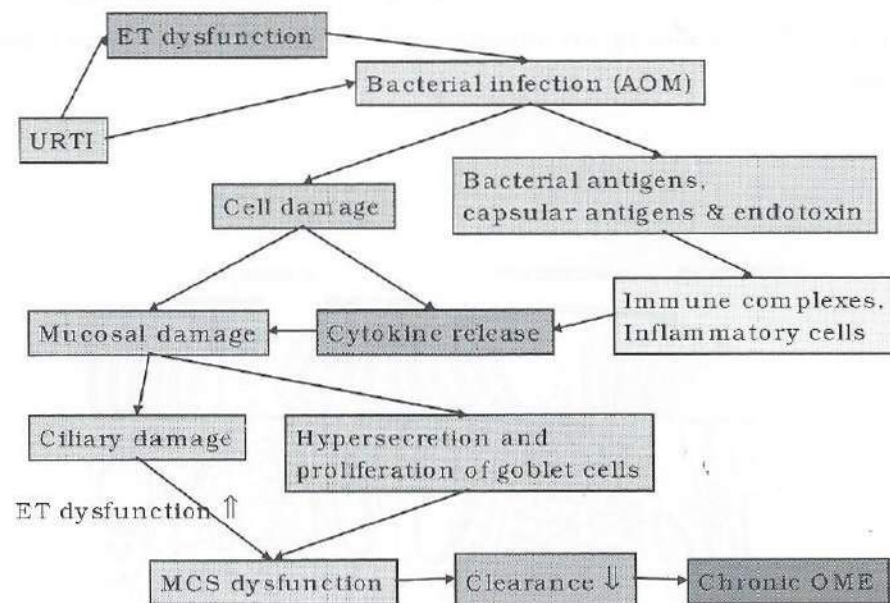 ET dysfunction
Bacterial infection (AOM)
URTI
Bacterial antigens,
capsular antigens & endotoxin
Cell damage
Immune complexes,
Inflammatory cells
Mucosal damage
Cytokine release
Ciliary damage
Hypersecretion and
proliferation of goblet cells
ET dysfunction ⇑
MCS dysfunction
Clearance ⇓
Chronic OME